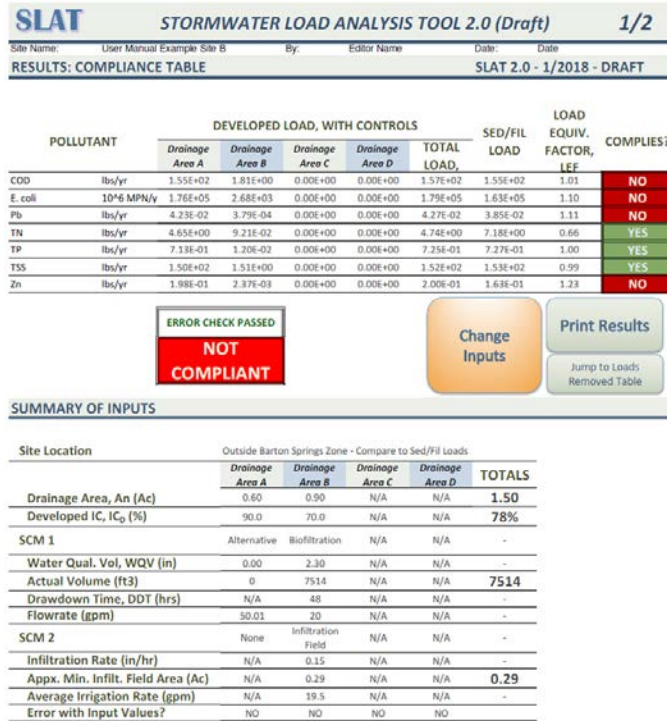 SLAT STORMWATER LOAD ANALYSIS TOOL 2.0 (Draft) 1/2
Site Name: User Manual Example Site B By: Editor Name Date: Date
RESULTS: COMPLIANCE TABLE SLAT 2.0 - 1/2018 - DRAFT
POLLUTANT DEVELOPED LOAD, WITH CONTROLS SED/FIL LOAD LOAD EQUIV. FACTOR, LEF COMPLIES?
Drainage Area A Drainage Area B Drainage Area C Drainage Area D TOTAL LOAD,
COD lbs/yr 1.55E+02 1.81E+00 0.00E+00 0.00E+00 1.57E+02 1.55E+02 1.01 NO
E. coli 10^6 MPN/y 1.76E+05 2.68E+03 0.00E+00 0.00E+00 1.79E+05 1.63E+05 1.10 NO
Pb lbs/yr 4.23E-02 3.79E-04 0.00E+00 0.00E+00 4.27E-02 3.85E-02 1.11 NO
TN lbs/yr 4.65E+00 9.21E-02 0.00E+00 0.00E+00 4.74E+00 7.18E+00 0.66 YES
TP lbs/yr 7.13E-01 1.20E-02 0.00E+00 0.00E+00 7.25E-01 7.27E-01 1.00 YES
TSS lbs/yr 1.50E+02 1.51E+00 0.00E+00 0.00E+00 1.52E+02 1.53E+02 0.99 YES
Zn lbs/yr 1.98E-01 2.37E-03 0.00E+00 0.00E+00 2.00E-01 1.63E-01 1.23 NO
ERROR CHECK PASSED
NOT
COMPLIANT
Change
Inputs
Print Results
Jump to Loads
Removed Table
SUMMARY OF INPUTS
Site Location Outside Barton Springs Zone - Compare to Sed/Fil Loads
Drainage Area A Drainage Area B Drainage Area C Drainage Area D TOTALS
Drainage Area, An (Ac) 0.60 0.90 N/A N/A 1.50
Developed IC, ICD (%) 90.0 70.0 N/A N/A 78%
SCM 1 Alternative Biofiltration N/A N/A -
Water Qual. Vol, WQV (in) 0.00 2.30 N/A N/A -
Actual Volume (ft3) 0 7514 N/A N/A 7514
Drawdown Time, DDT (hrs) N/A 48 N/A N/A -
Flowrate (gpm) 50.01 20 N/A N/A -
SCM 2 None Infiltration Field N/A N/A -
Infiltration Rate (in/hr) N/A 0.15 N/A N/A -
Appx. Min. Infilt. Field Area (Ac) N/A 0.29 N/A N/A 0.29
Average Irrigation Rate (gpm) N/A 19.5 N/A N/A -
Error with Input Values? NO NO NO NO